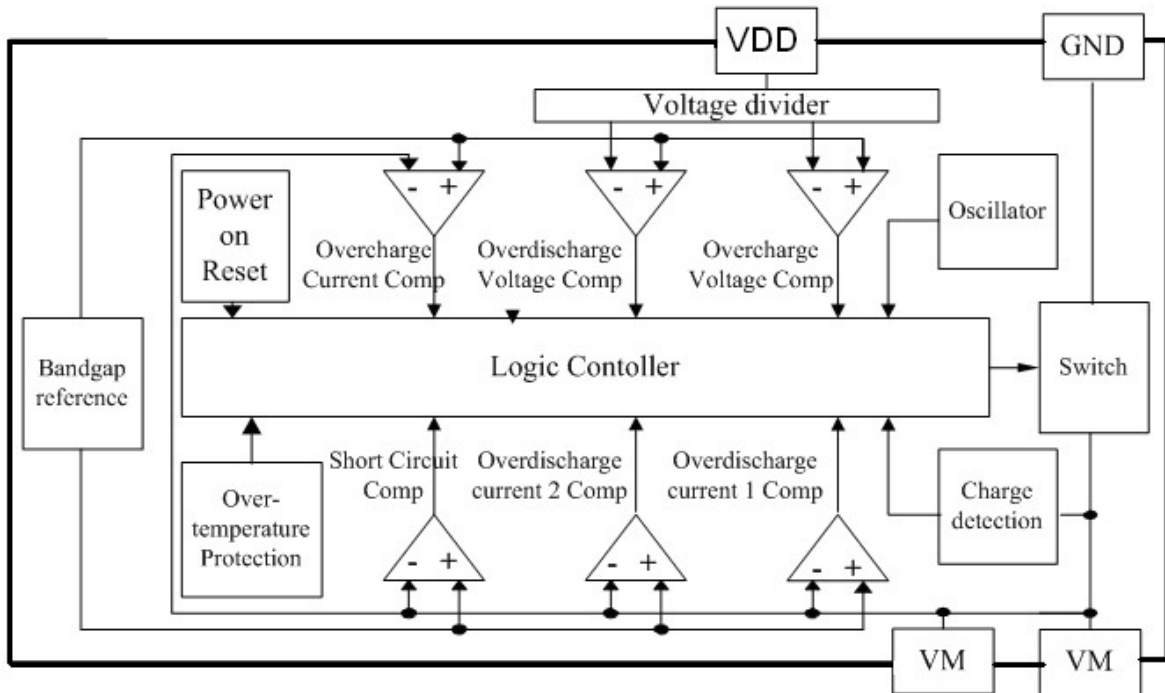 VDD
GND
Voltage divider
- +
- +
- +
Power
on
Reset
Oscillator
Overcharge
Current Comp
Overdischarge
Voltage Comp
Overcharge
Voltage Comp
Bandgap
reference
Logic Contoller
Switch
Over-
temperature
Protection
Short Circuit
Comp
Overdischarge
current 2 Comp
Overdischarge
current 1 Comp
Charge
detection
- +
- +
- +
VM
VM